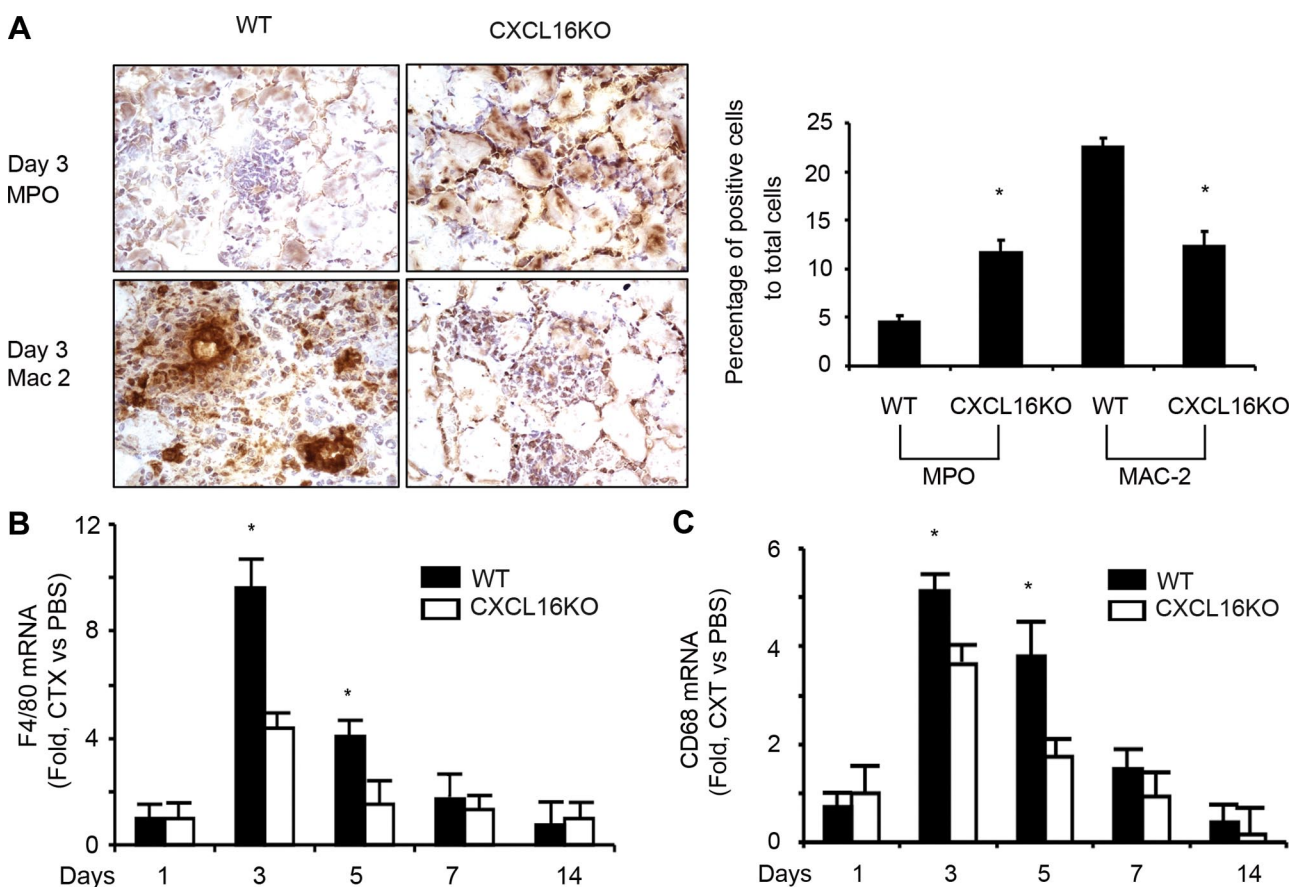 A
WT
CXCL16KO
Day 3
MPO
Day 3
Mac 2
Percentage of positive cells
to total cells
25
20
15
10
5
0
WT
CXCL16KO
WT
CXCL16KO
MPO
MAC-2
B
F4/80 mRNA
(Fold, CTX vs PBS)
12
8
4
0
*
*
WT
CXCL16KO
Days 1 3 5 7 14
C
CD68 mRNA
(Fold, CXT vs PBS)
6
4
2
0
*
*
WT
CXCL16KO
Days 1 3 5 7 14